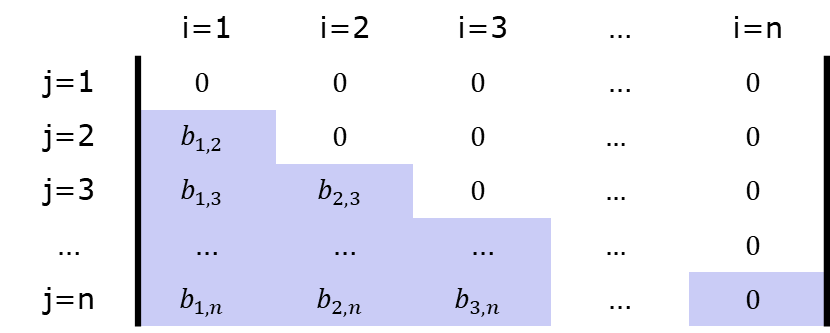 i=1 i=2 i=3 ... i=n
j=1 0 0 0 ... 0
j=2 b1,2 0 0 ... 0
j=3 b1,3 b2,3 0 ... 0
... ... ... ... ... 0
j=n b1,n b2,n b3,n ... 0